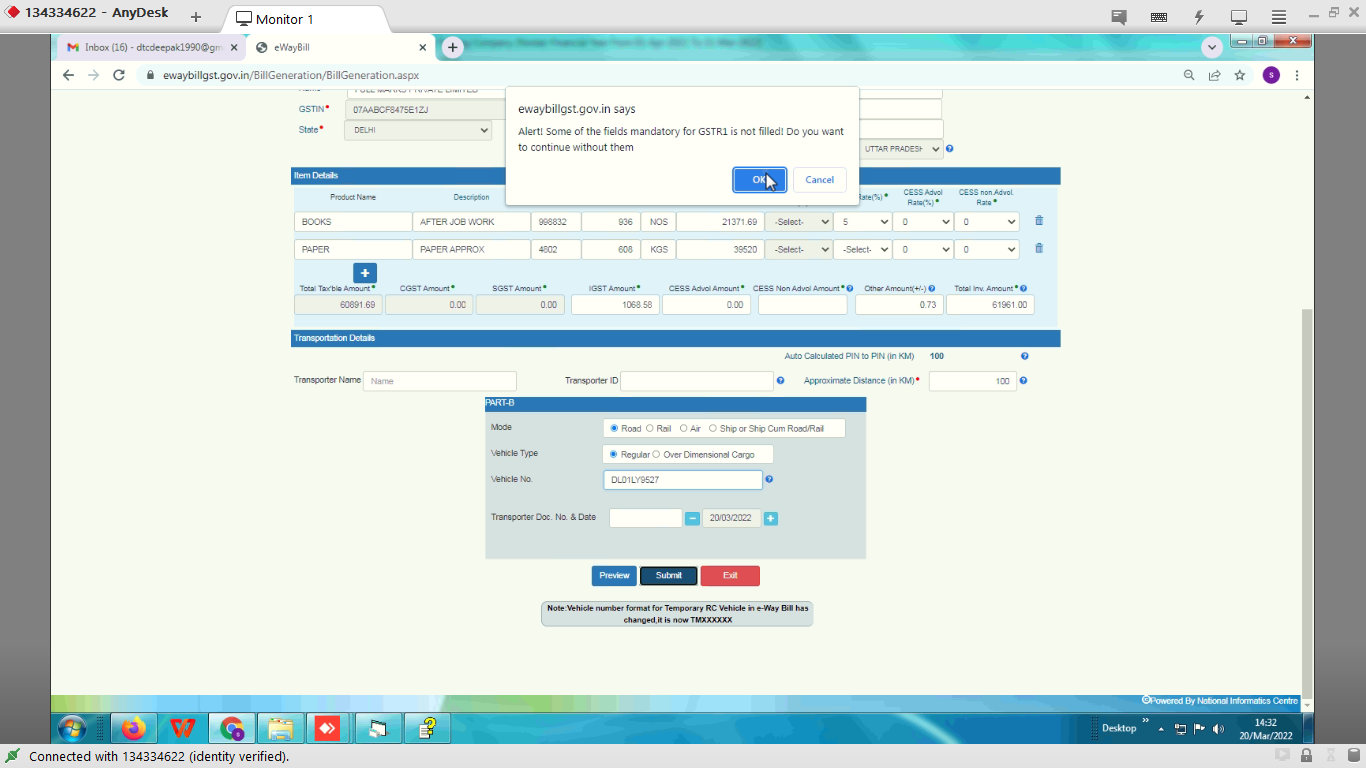 134334622 - AnyDesk
Monitor 1
Inbox (16) - dtcdeepak1990@gm
eWayBill
ewaybillgst.gov.in/BillGeneration/BillGeneration.aspx
S
GSTIN*
07AABCF8475E1ZJ
State*
DELHI
UTTAR PRADESH
ewaybillgst.gov.in says
Alert! Some of the fields mandatory for GSTR1 is not filled! Do you want
to continue without them
OK
Cancel
Item Details
Product Name
Description
Rate(%)
CESS Advol Rate(%)
CESS non.Advol. Rate
BOOKS
AFTER JOB WORK
998832
936
NOS
21371.69
-Select-
5
0
0
PAPER
PAPER APPROX
4802
608
KGS
39520
-Select-
-Select-
0
0
Total Tax'ble Amount
CGST Amount
SGST Amount
IGST Amount
CESS Advol Amount
CESS Non Advol Amount
Other Amount(+/-)
Total Inv. Amount
60891.69
0.00
0.00
1068.58
0.00
0.73
61961.00
Transportation Details
Auto Calculated PIN to PIN (in KM)
100
Transporter Name
Name
Transporter ID
Approximate Distance (in KM)*
100
PART-B
Mode
Road
Rail
Air
Ship or Ship Cum Road/Rail
Vehicle Type
Regular
Over Dimensional Cargo
Vehicle No.
DL01LY9527
Transporter Doc. No. & Date
20/03/2022
Preview
Submit
Exit
Note:Vehicle number format for Temporary RC Vehicle in e-Way Bill has
changed,it is now TMXXXXXX
Powered By National Informatics Centre
Desktop
14:32
20/Mar/2022
Connected with 134334622 (identity verified).